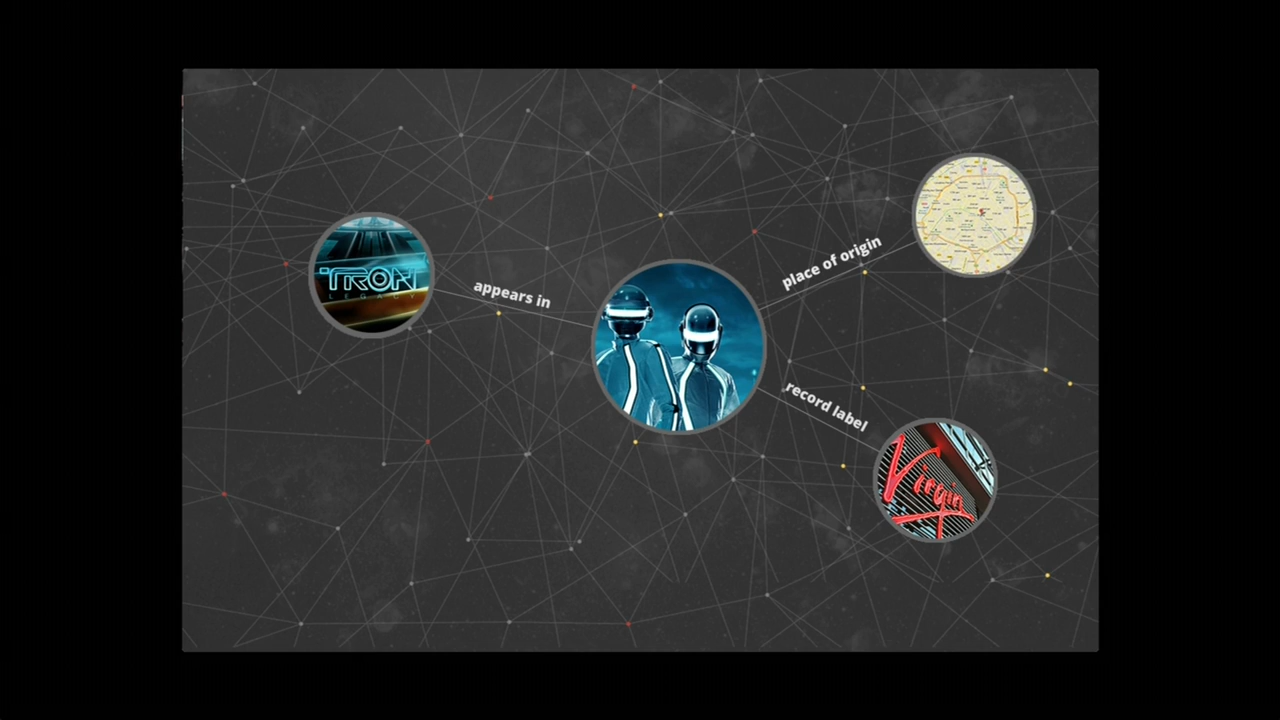 TRON
LEGACY
appears in
place of origin
record label
Virgin